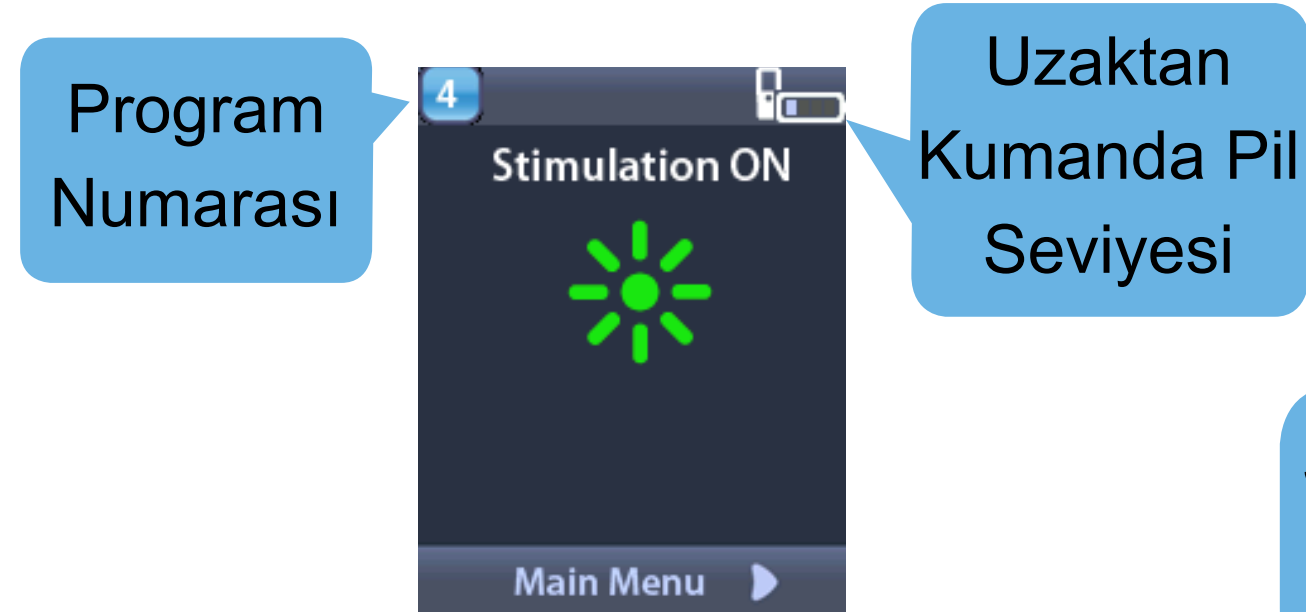 Program
Numarası
4
Stimulation ON
Main Menu
Uzaktan
Kumanda Pil
Seviyesi